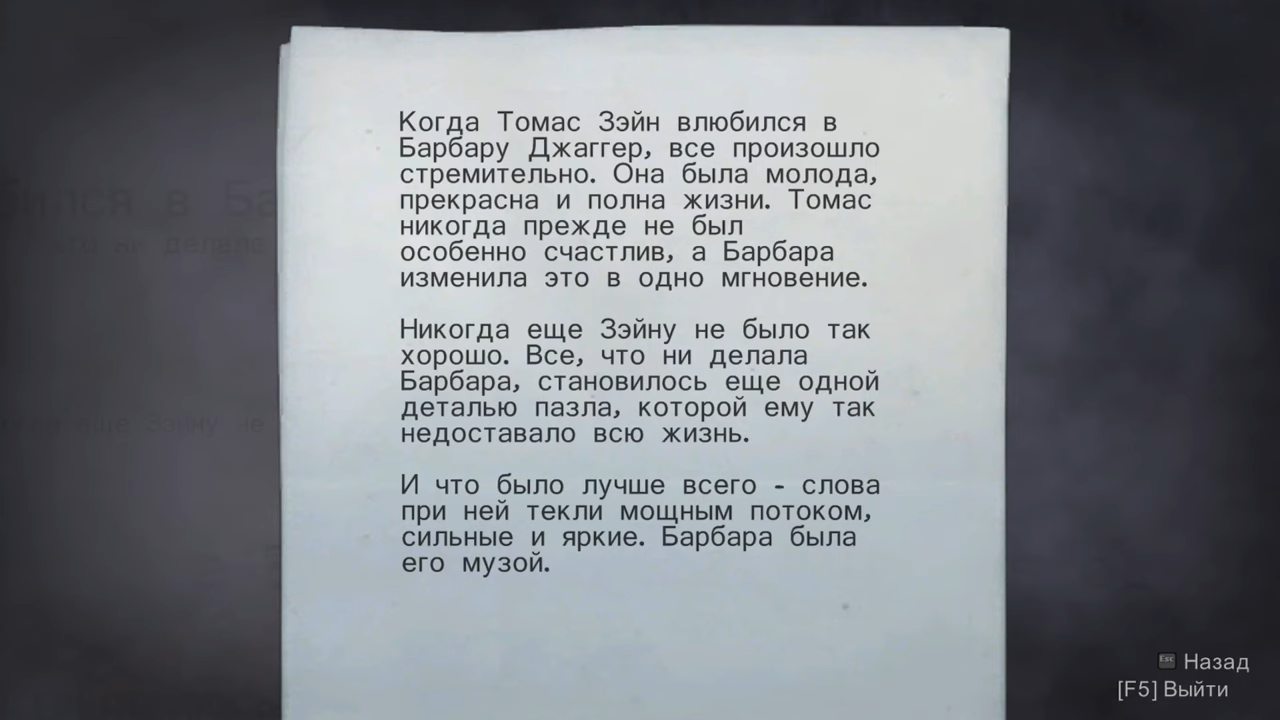 Когда Томас Зэйн влюбился в
Барбару Джаггер, все произошло
стремительно. Она была молода,
прекрасна и полна жизни. Томас
никогда прежде не был
особенно счастлив, а Барбара
изменила это в одно мгновение.
Никогда еще Зэйну не было так
хорошо. Все, что ни делала
Барбара, становилось еще одной
деталью пазла, которой ему так
недоставало всю жизнь.
И что было лучше всего - слова
при ней текли мощным потоком,
сильные и яркие. Барбара была
его музой.
Esc Назад
[F5] Выйти